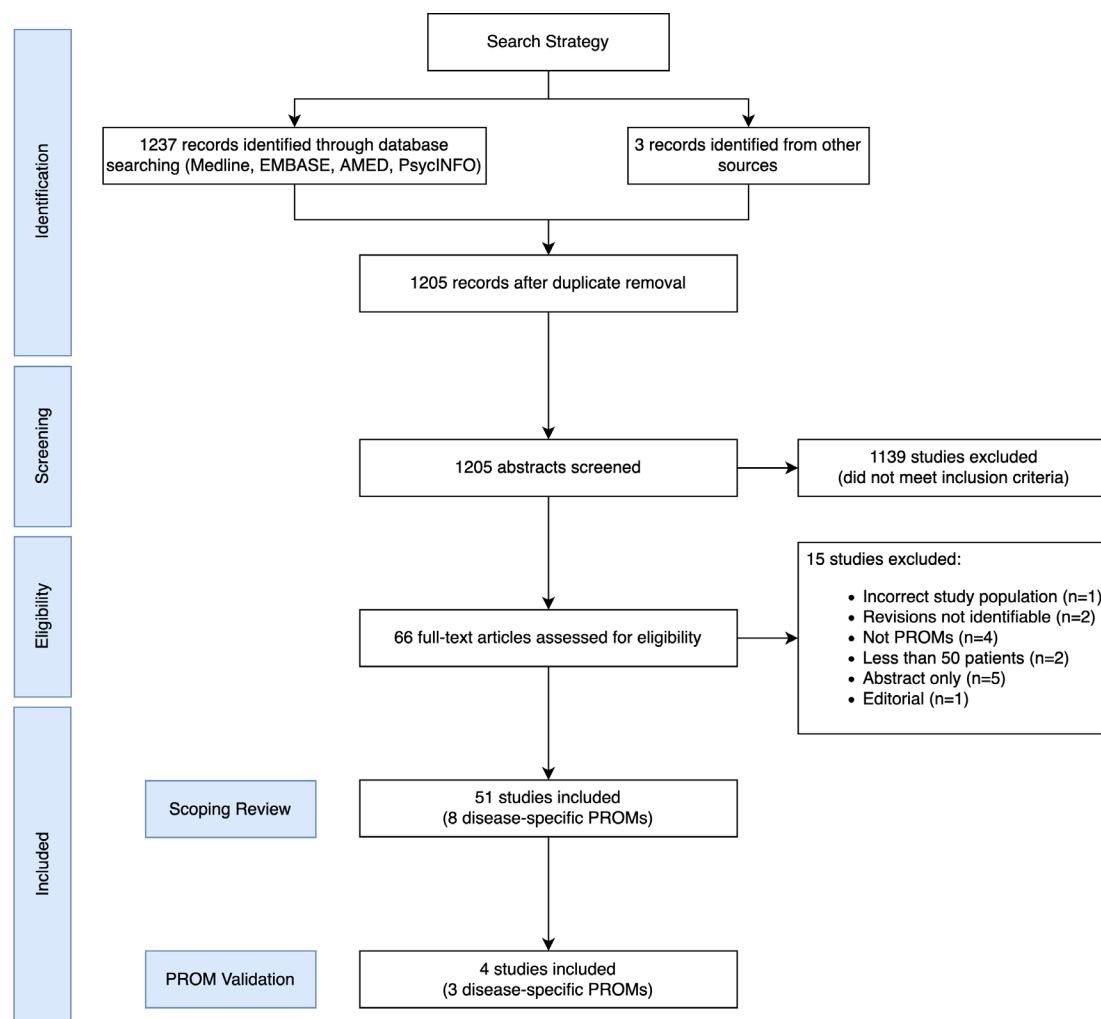 Search Strategy
Identification
1237 records identified through database
searching (Medline, EMBASE, AMED, PsycINFO)
3 records identified from other
sources
1205 records after duplicate removal
Screening
1205 abstracts screened
1139 studies excluded
(did not meet inclusion criteria)
Eligibility
66 full-text articles assessed for eligibility
15 studies excluded:
• Incorrect study population (n=1)
• Revisions not identifiable (n=2)
• Not PROMs (n=4)
• Less than 50 patients (n=2)
• Abstract only (n=5)
• Editorial (n=1)
Included
Scoping Review
51 studies included
(8 disease-specific PROMs)
PROM Validation
4 studies included
(3 disease-specific PROMs)